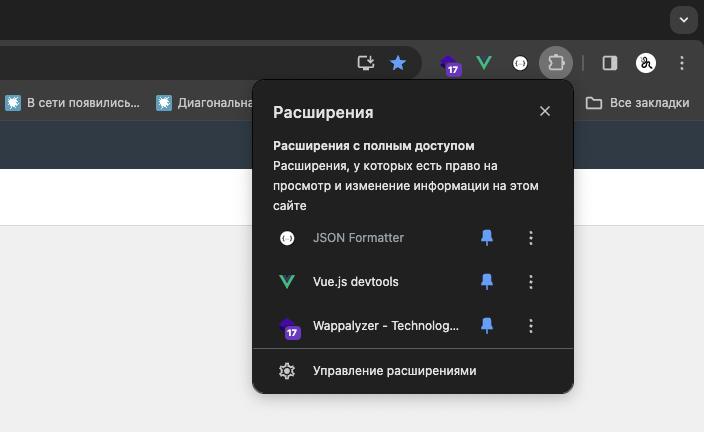 17
В сети появились...
Диагональна
Все закладки
Расширения
Расширения с полным доступом
Расширения, у которых есть право на
просмотр и изменение информации на этом
сайте
JSON Formatter
Vue.js devtools
17
Wappalyzer - Technolog...
Управление расширениями